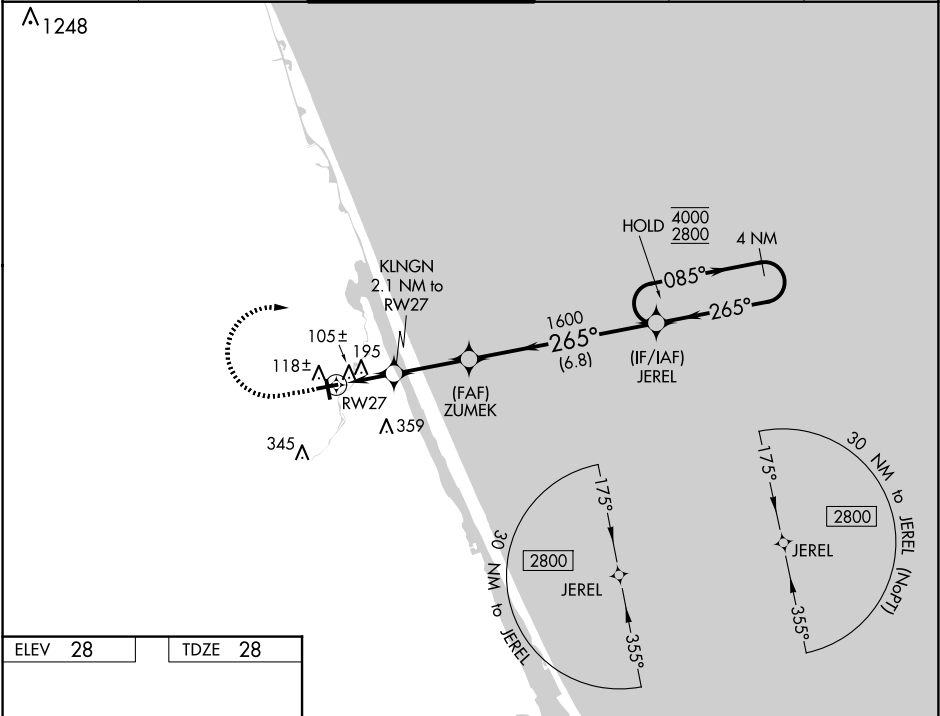 1248
HOLD 4000
2800
4 NM
085°
265°
KLNGN
2.1 NM to
RW27
1600
265°
(6.8)
(IF/IAF)
JEREL
(FAF)
ZUMEK
105±
195
118±
RW27
359
345
30 NM to JEREL (NoPT)
175°
2800
JEREL
355°
30 NM to JEREL
175°
2800
JEREL
355°
ELEV 28
TDZE 28